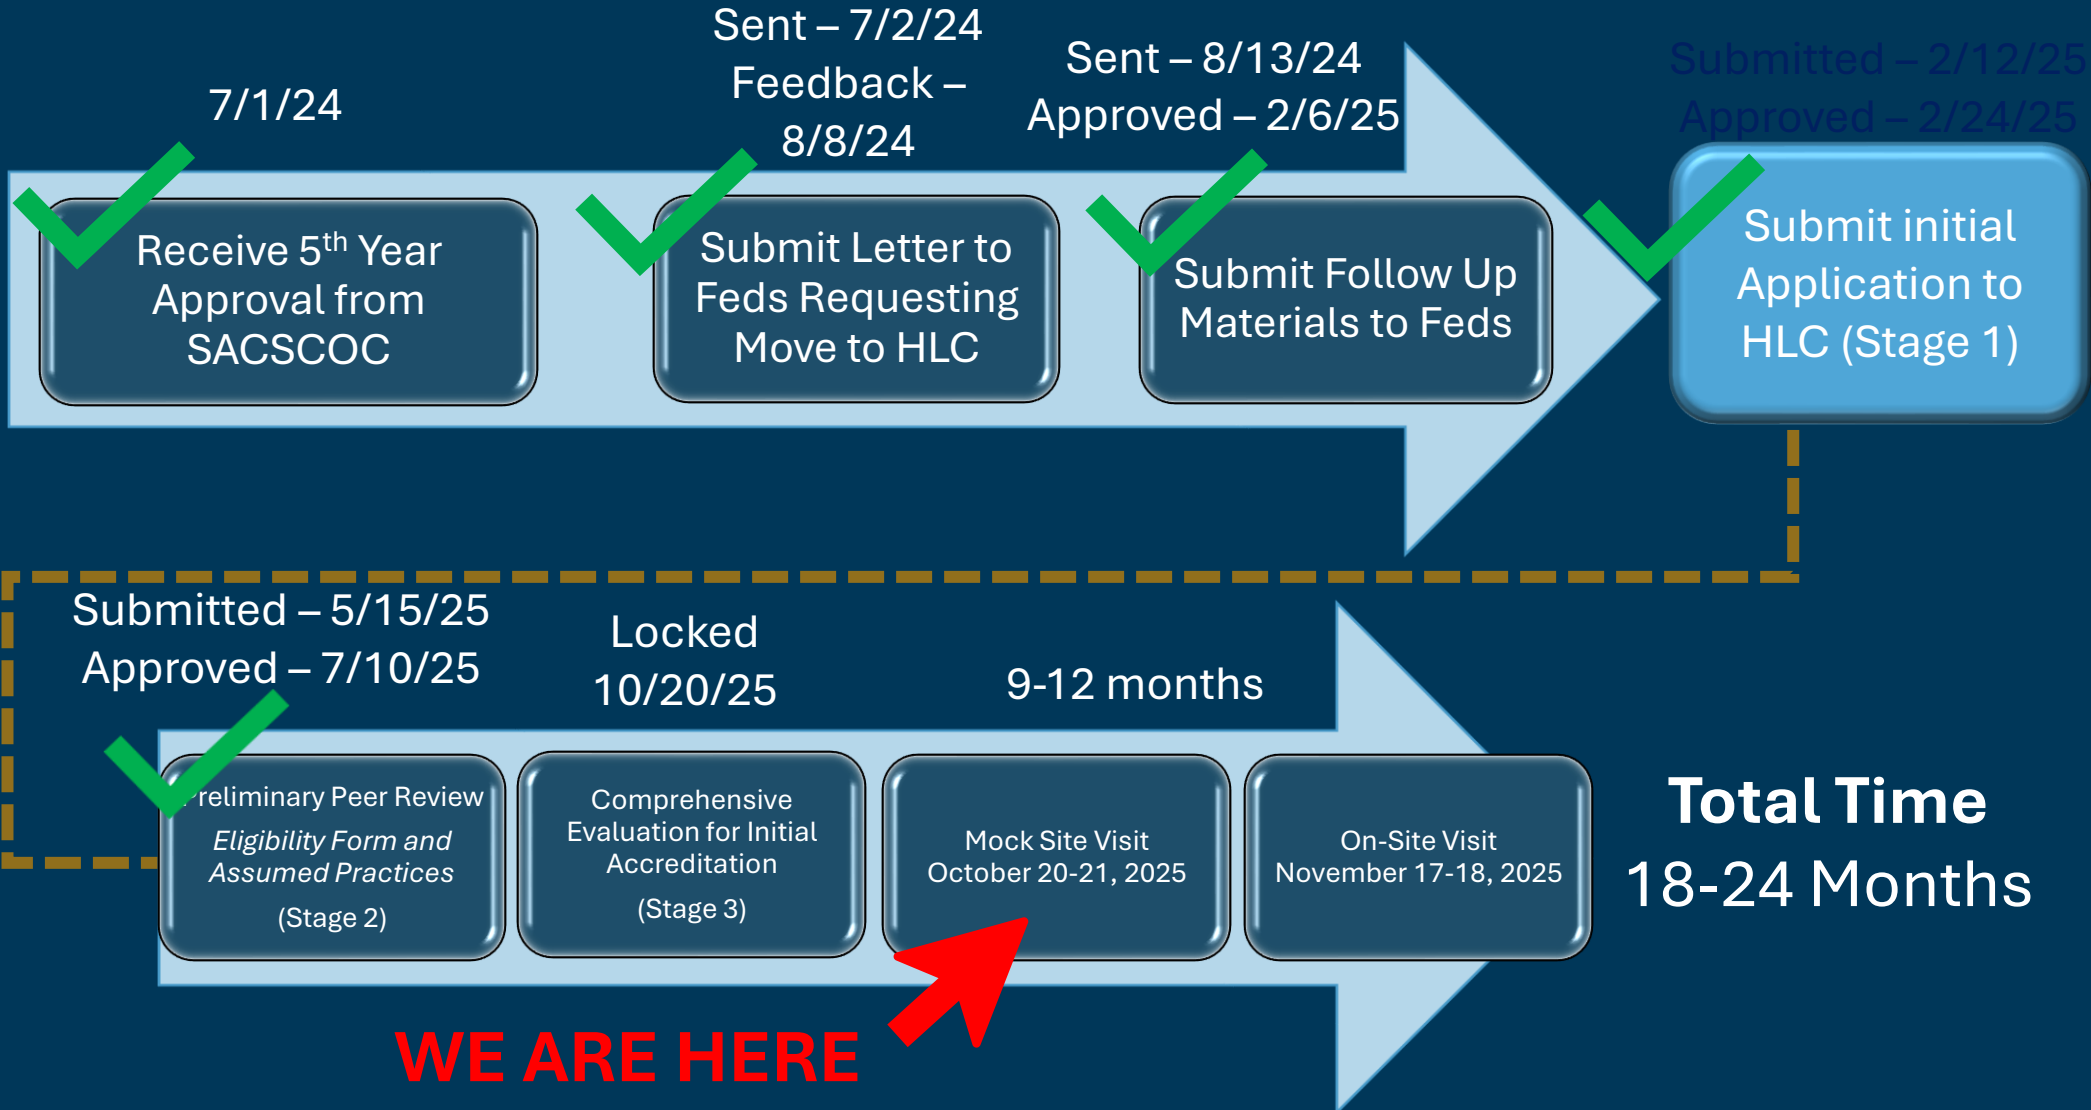 7/1/24
Sent – 7/2/24
Feedback –
8/8/24
Sent – 8/13/24
Approved – 2/6/25
Submitted – 2/12/25
Approved – 2/24/25
Receive 5th Year
Approval from
SACSCOC
Submit Letter to
Feds Requesting
Move to HLC
Submit Follow Up
Materials to Feds
Submit initial
Application to
HLC (Stage 1)
Submitted – 5/15/25
Approved – 7/10/25
Locked
10/20/25
9-12 months
Preliminary Peer Review
Eligibility Form and
Assumed Practices
(Stage 2)
Comprehensive
Evaluation for Initial
Accreditation
(Stage 3)
Mock Site Visit
October 20-21, 2025
On-Site Visit
November 17-18, 2025
Total Time
18-24 Months
WE ARE HERE